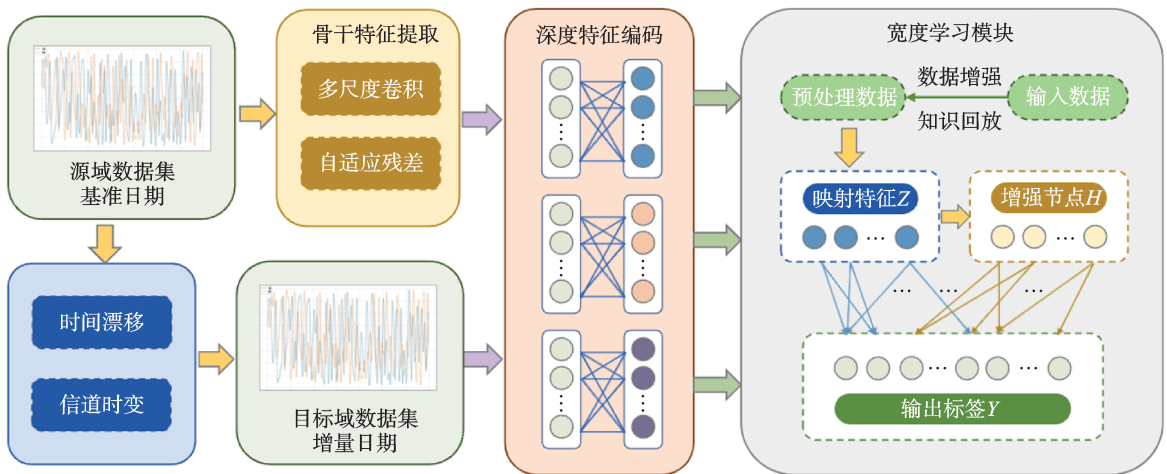 源域数据集
基准日期
骨干特征提取
多尺度卷积
自适应残差
时间漂移
信道时变
目标域数据集
增量日期
深度特征编码
宽度学习模块
预处理数据
数据增强
知识回放
输入数据
映射特征Z
增强节点H
输出标签Y